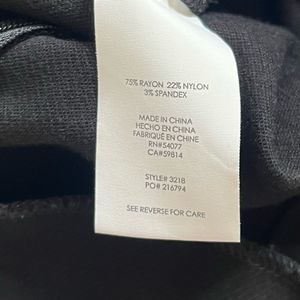 75% RAYON 22% NYLON
3% SPANDEX
MADE IN CHINA
HECHO EN CHINA
FABRIQUÉ EN CHINE
RN#54077
CA#59814
STYLE# 3218
PO# 216794
SEE REVERSE FOR CARE